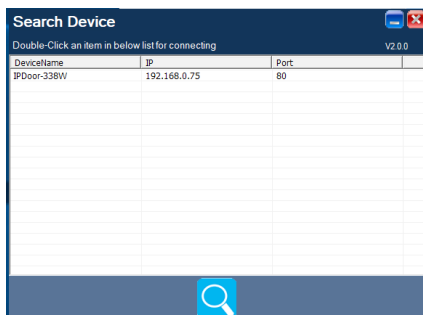 Search Device
Double-Click an item in below list for connecting V2.0.0
DeviceName IP Port
IPDoor-338W 192.168.0.75 80